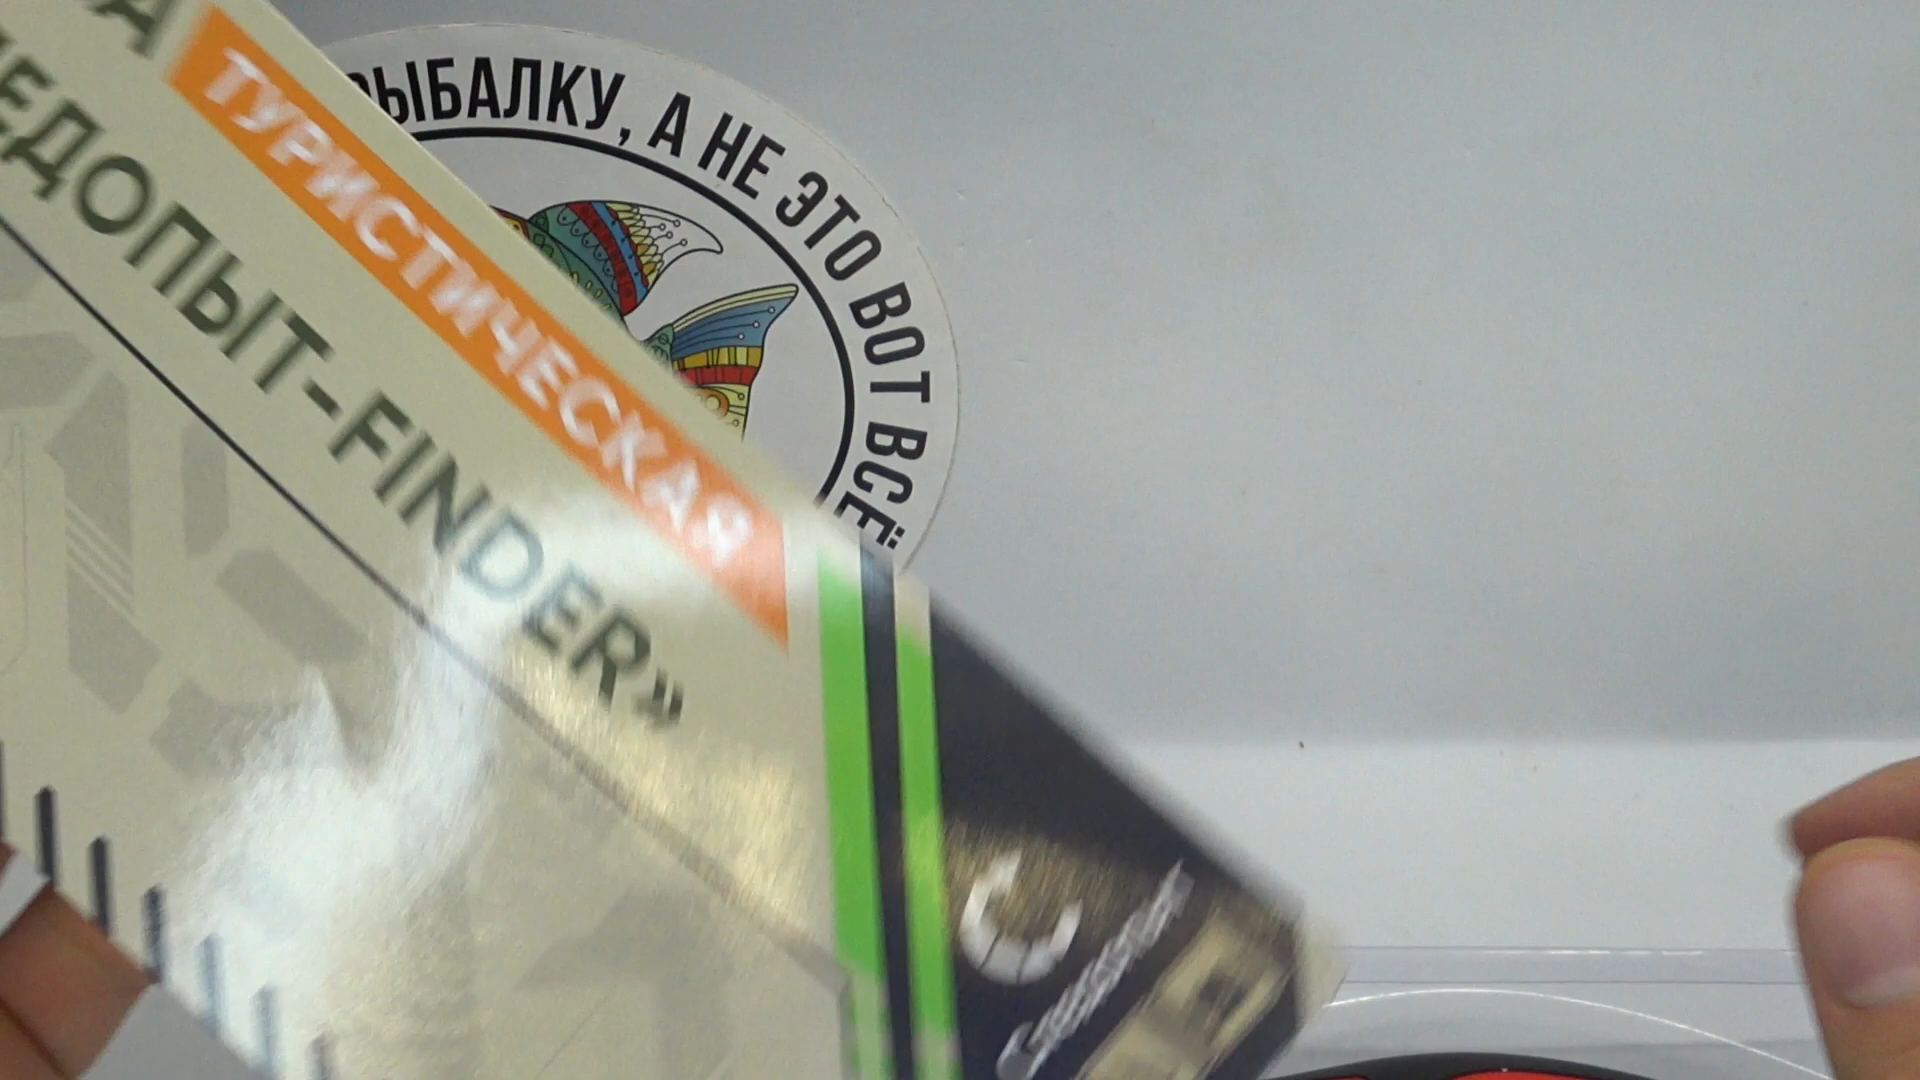 ТУРИСТИЧЕСКАЯ
ЕДОПЫТ-FINDER»
РЫБАЛКУ, А НЕ ЭТО ВОТ ВСЁ